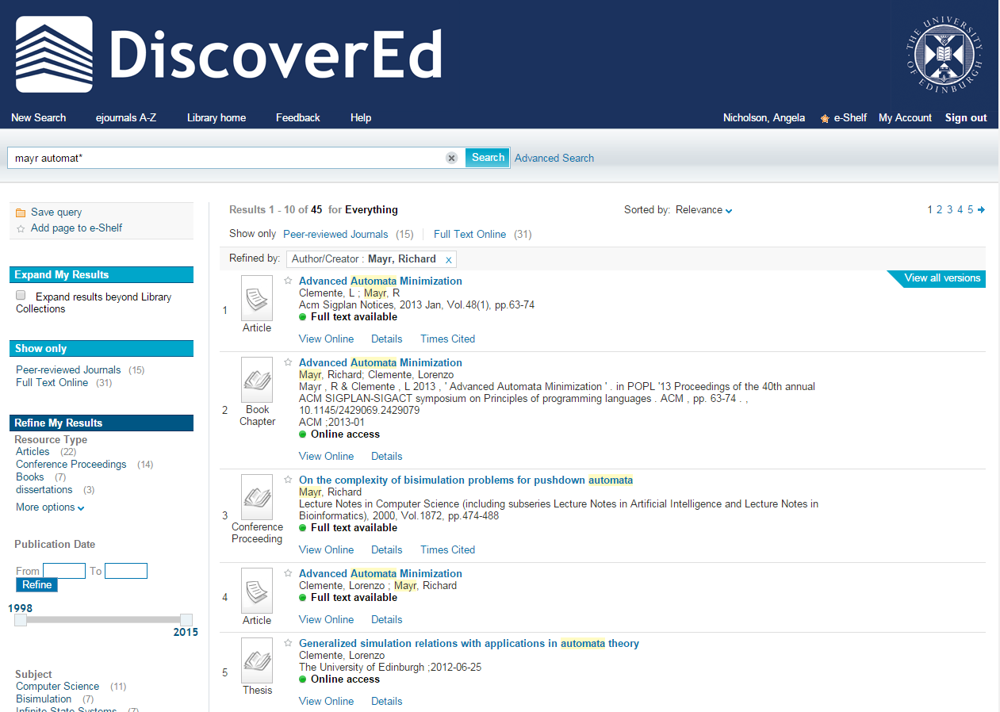 DiscoverEd
THE UNIVERSITY OF EDINBURGH
New Search ejournals A-Z Library home Feedback Help Nicholson, Angela e-Shelf My Account Sign out
mayr automat* Search Advanced Search
Save query
Add page to e-Shelf
Expand My Results
Expand results beyond Library
Collections
Show only
Peer-reviewed Journals (15)
Full Text Online (31)
Refine My Results
Resource Type
Articles (22)
Conference Proceedings (14)
Books (7)
dissertations (3)
More options
Publication Date
From To
Refine
1998
2015
Subject
Computer Science (11)
Bisimulation (7)
Infinite State Systems (7)
Results 1 - 10 of 45 for Everything Sorted by: Relevance 1 2 3 4 5
Show only Peer-reviewed Journals (15) Full Text Online (31)
Refined by: Author/Creator : Mayr, Richard x
View all versions
1
Article
Advanced Automata Minimization
Clemente, L ; Mayr, R
Acm Sigplan Notices, 2013 Jan, Vol.48(1), pp.63-74
Full text available
View Online Details Times Cited
2
Book
Chapter
Advanced Automata Minimization
Mayr, Richard; Clemente, Lorenzo
Mayr , R & Clemente , L 2013 , ' Advanced Automata Minimization ' . in POPL '13 Proceedings of the 40th annual
ACM SIGPLAN-SIGACT symposium on Principles of programming languages . ACM , pp. 63-74 . ,
10.1145/2429069.2429079
ACM ;2013-01
Online access
View Online Details
3
Conference
Proceeding
On the complexity of bisimulation problems for pushdown automata
Mayr, Richard
Lecture Notes in Computer Science (including subseries Lecture Notes in Artificial Intelligence and Lecture Notes in
Bioinformatics), 2000, Vol.1872, pp.474-488
Full text available
View Online Details Times Cited
4
Article
Advanced Automata Minimization
Clemente, Lorenzo ; Mayr, Richard
Full text available
View Online Details
5
Thesis
Generalized simulation relations with applications in automata theory
Clemente, Lorenzo
The University of Edinburgh ;2012-06-25
Online access
View Online Details